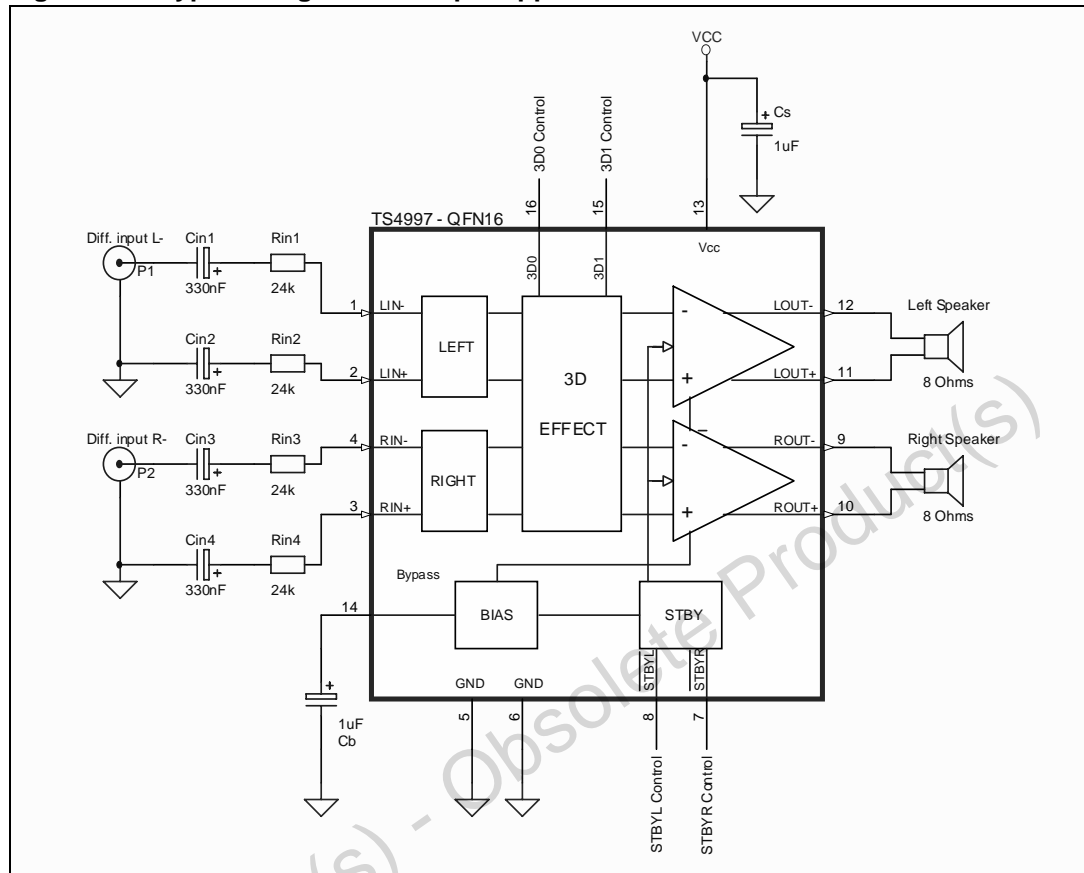 VCC
Cs
+
1uF
3D0 Control
3D1 Control
16
15
13
TS4997 - QFN16
Vcc
3D0
3D1
Diff. input L-
P1
Cin1
+
330nF
Rin1
24k
1
LIN-
LEFT
Cin2
+
330nF
Rin2
24k
2
LIN+
3D
EFFECT
-
+
LOUT-
12
LOUT+
11
Left Speaker
8 Ohms
Diff. input R-
P2
Cin3
+
330nF
Rin3
24k
4
RIN-
RIGHT
Cin4
+
330nF
Rin4
24k
3
RIN+
-
+
ROUT-
9
ROUT+
10
Right Speaker
8 Ohms
Bypass
14
BIAS
STBY
STBYL
STBYR
GND
GND
5
6
8
7
+
1uF
Cb
STBYL Control
STBYR Control
(s) - Obsolete Product(s)